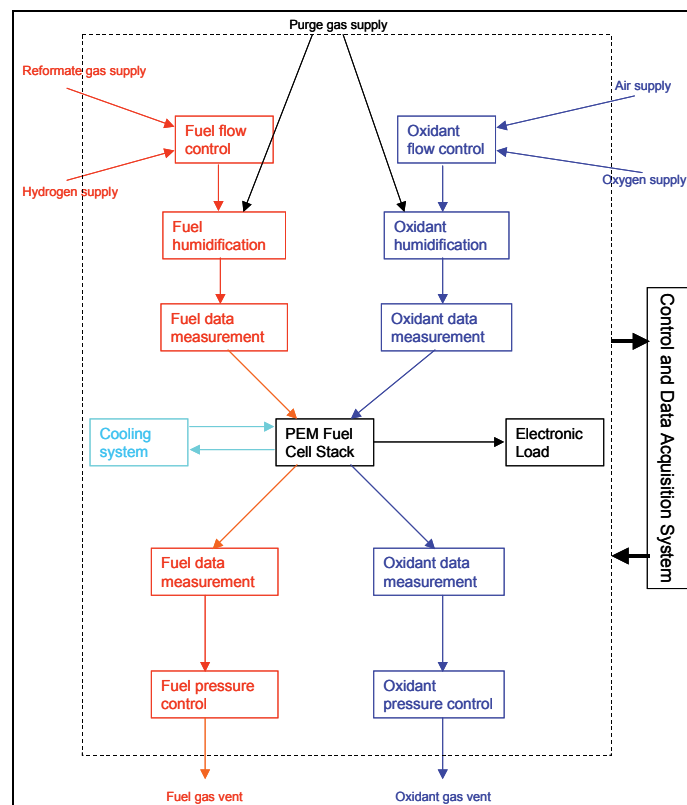 Purge gas supply
Reformate gas supply
Air supply
Fuel flow
control
Oxidant
flow control
Hydrogen supply
Oxygen supply
Fuel
humidification
Oxidant
humidification
Fuel data
measurement
Oxidant data
measurement
Control and Data Acquisition System
Cooling
system
PEM Fuel
Cell Stack
Electronic
Load
Fuel data
measurement
Oxidant data
measurement
Fuel pressure
control
Oxidant
pressure control
Fuel gas vent
Oxidant gas vent